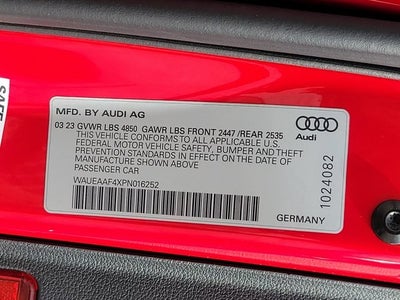 MFD. BY AUDI AG
03 23 GVWR LBS 4850 GAWR LBS FRONT 2447 /REAR 2535
THIS VEHICLE CONFORMS TO ALL APPLICABLE U.S.
FEDERAL MOTOR VEHICLE SAFETY, BUMPER AND THEFT
PREVENTION STANDARDS IN EFFECT ON THE DATE OF
MANUFACTURE SHOWN ABOVE
PASSENGER CAR
WAUEAAF4XPN016252
Audi
1024082
GERMANY